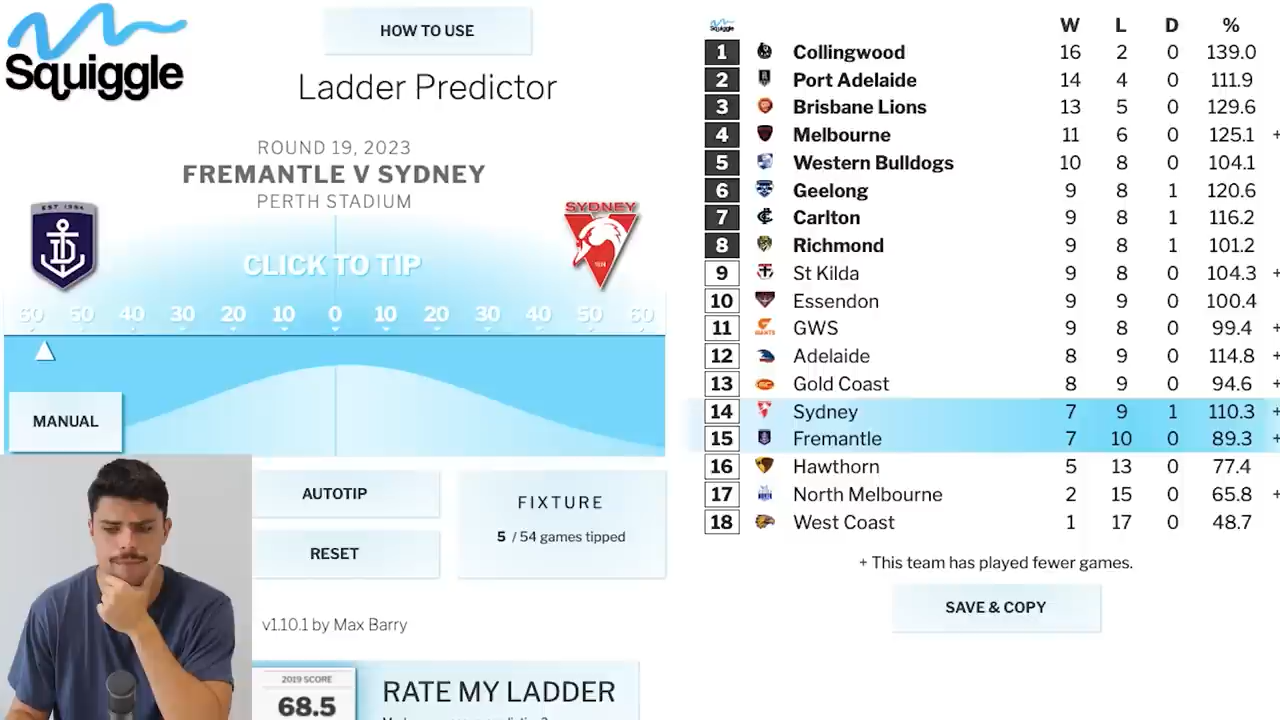 Squiggle
HOW TO USE
Ladder Predictor
ROUND 19, 2023
FREMANTLE V SYDNEY
PERTH STADIUM
EST 1994
SYDNEY
CLICK TO TIP
60 50 40 30 20 10 0 10 20 30 40 50 60
MANUAL
AUTOTIP
RESET
FIXTURE
5 / 54 games tipped
v1.10.1 by Max Barry
2019 SCORE
68.5
RATE MY LADDER
Squiggle W L D %
1 Collingwood 16 2 0 139.0
2 Port Adelaide 14 4 0 111.9
3 Brisbane Lions 13 5 0 129.6
4 Melbourne 11 6 0 125.1 +
5 Western Bulldogs 10 8 0 104.1
6 Geelong 9 8 1 120.6
7 Carlton 9 8 1 116.2
8 Richmond 9 8 1 101.2
9 St Kilda 9 8 0 104.3 +
10 Essendon 9 9 0 100.4
11 GWS 9 8 0 99.4 +
12 Adelaide 8 9 0 114.8 +
13 Gold Coast 8 9 0 94.6 +
14 Sydney 7 9 1 110.3 +
15 Fremantle 7 10 0 89.3 +
16 Hawthorn 5 13 0 77.4
17 North Melbourne 2 15 0 65.8 +
18 West Coast 1 17 0 48.7
+ This team has played fewer games.
SAVE & COPY